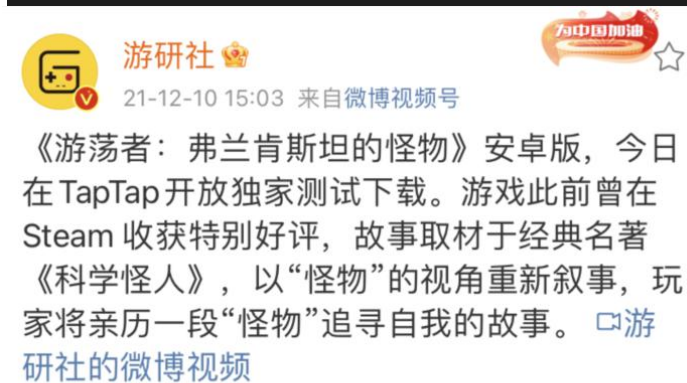 为中国加油
游研社
21-12-10 15:03 来自微博视频号
《游荡者：弗兰肯斯坦的怪物》安卓版，今日
在TapTap开放独家测试下载。游戏此前曾在
Steam 收获特别好评，故事取材于经典名著
《科学怪人》，以“怪物”的视角重新叙事，玩
家将亲历一段“怪物”追寻自我的故事。 游
研社的微博视频